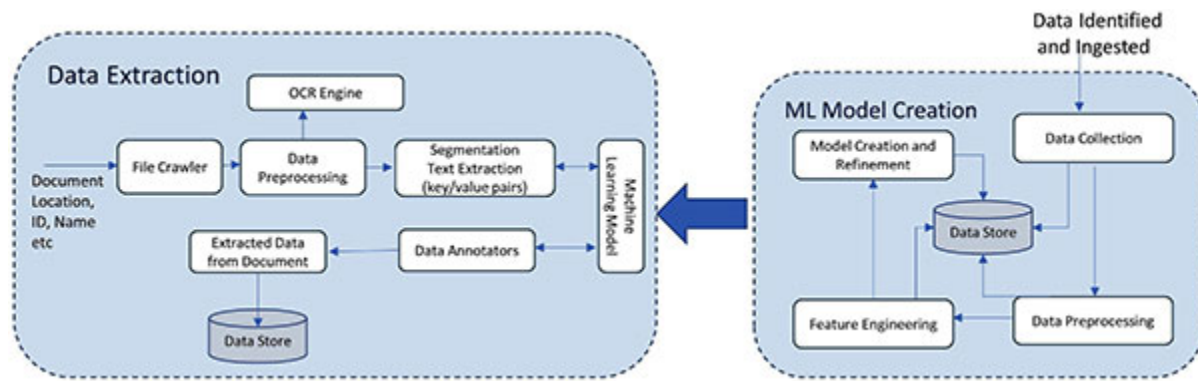 Data Extraction
OCR Engine
File Crawler
Data
Preprocessing
Segmentation
Text Extraction
(key/value pairs)
Machine
Learning Model
Document
Location,
ID, Name
etc
Extracted Data
from Document
Data Annotators
Data Store
Data Identified
and Ingested
ML Model Creation
Model Creation and
Refinement
Data Collection
Data Store
Feature Engineering
Data Preprocessing